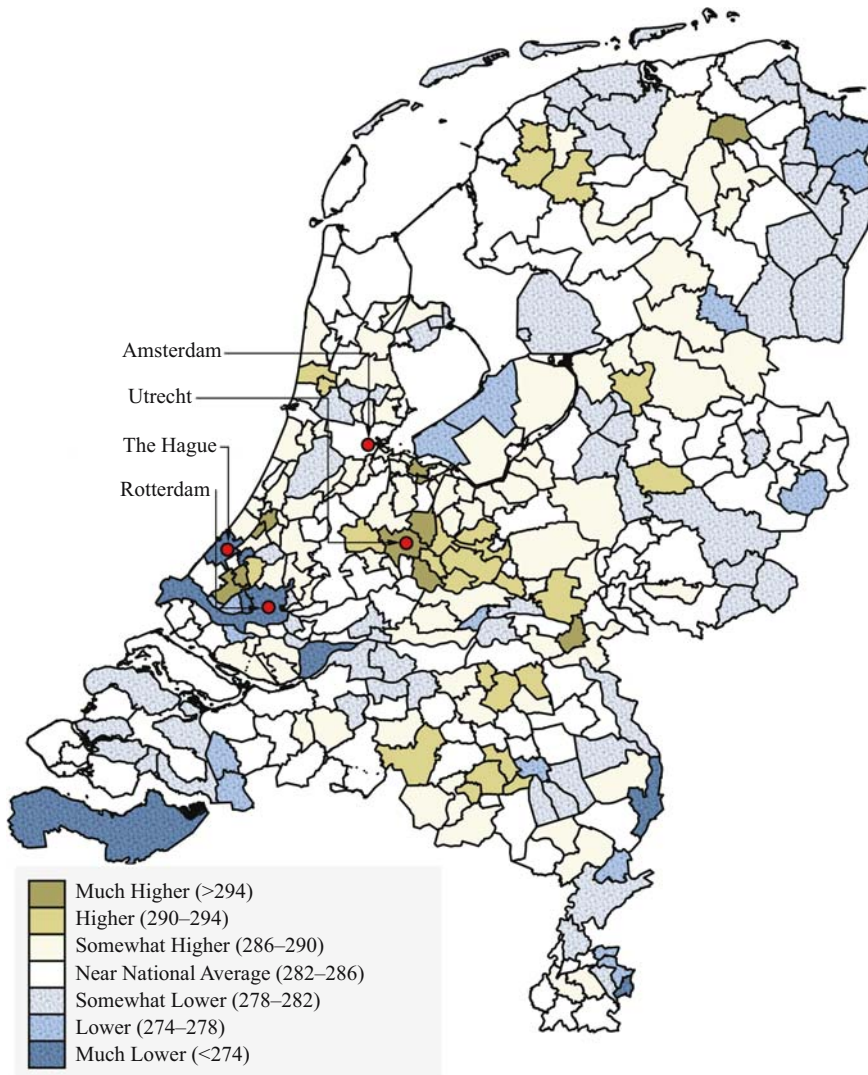 Amsterdam
Utrecht
The Hague
Rotterdam
Much Higher (>294)
Higher (290–294)
Somewhat Higher (286–290)
Near National Average (282–286)
Somewhat Lower (278–282)
Lower (274–278)
Much Lower (<274)